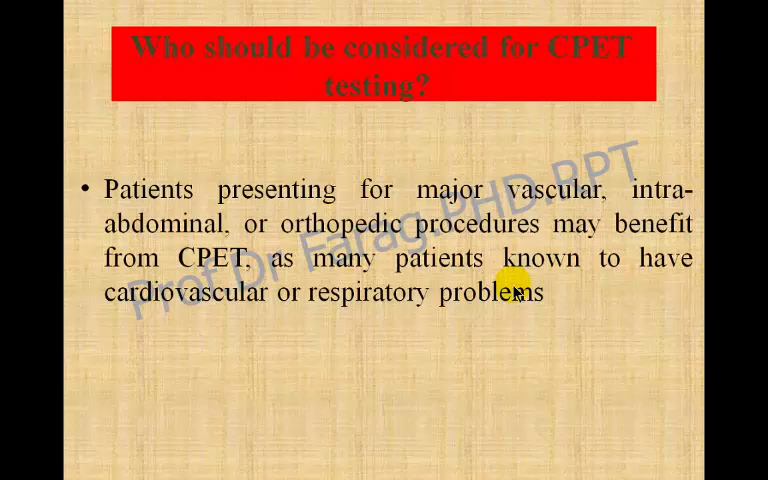 Who should be considered for CPET
testing?
• Patients presenting for major vascular, intra-
abdominal, or orthopedic procedures may benefit
from CPET, as many patients known to have
cardiovascular or respiratory problems
Prof Dr Farag.PHD.RPT